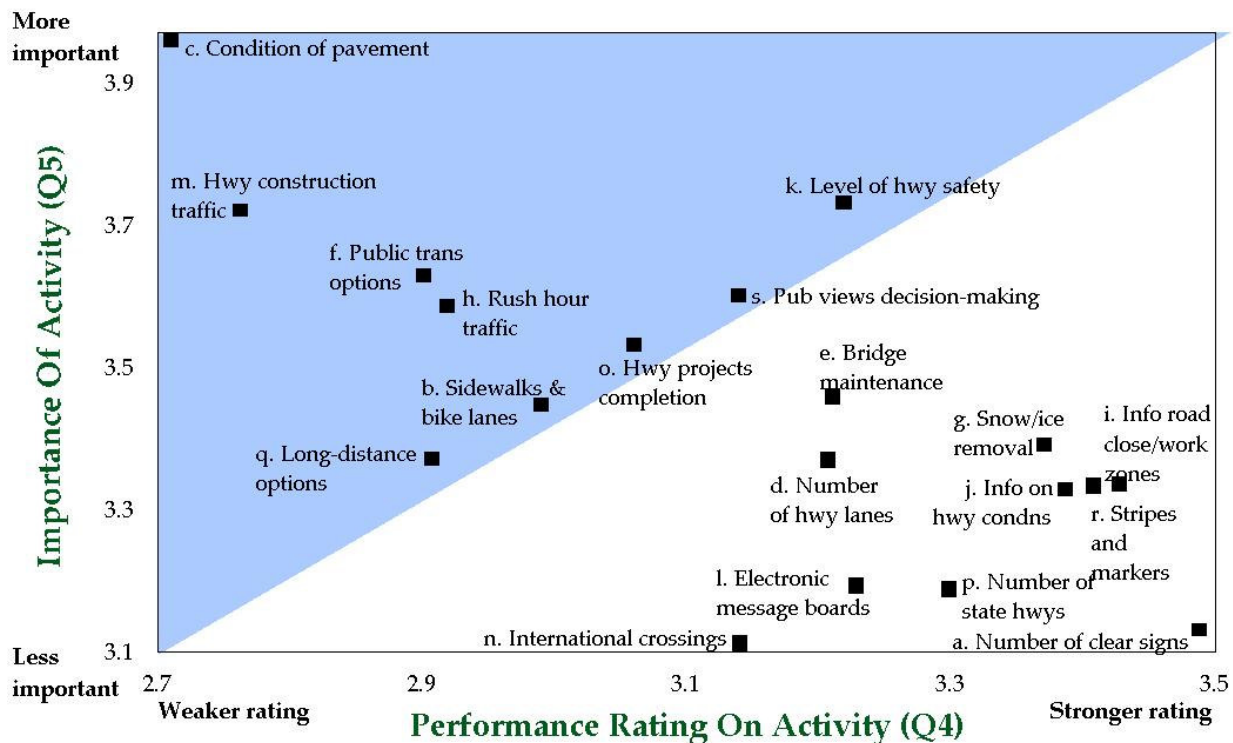 More
important
c. Condition of pavement
3.9
m. Hwy construction
traffic
k. Level of hwy safety
3.7
f. Public trans
options
h. Rush hour
traffic
s. Pub views decision-making
3.5
o. Hwy projects
completion
e. Bridge
maintenance
b. Sidewalks &
bike lanes
g. Snow/ice
removal
i. Info road
close/work
zones
q. Long-distance
options
d. Number
of hwy lanes
j. Info on
hwy condns
r. Stripes
and
markers
3.3
l. Electronic
message boards
p. Number of
state hwys
n. International crossings
a. Number of clear signs
3.1
Less
important
Importance Of Activity (Q5)
2.7
2.9
3.1
3.3
3.5
Weaker rating
Performance Rating On Activity (Q4)
Stronger rating